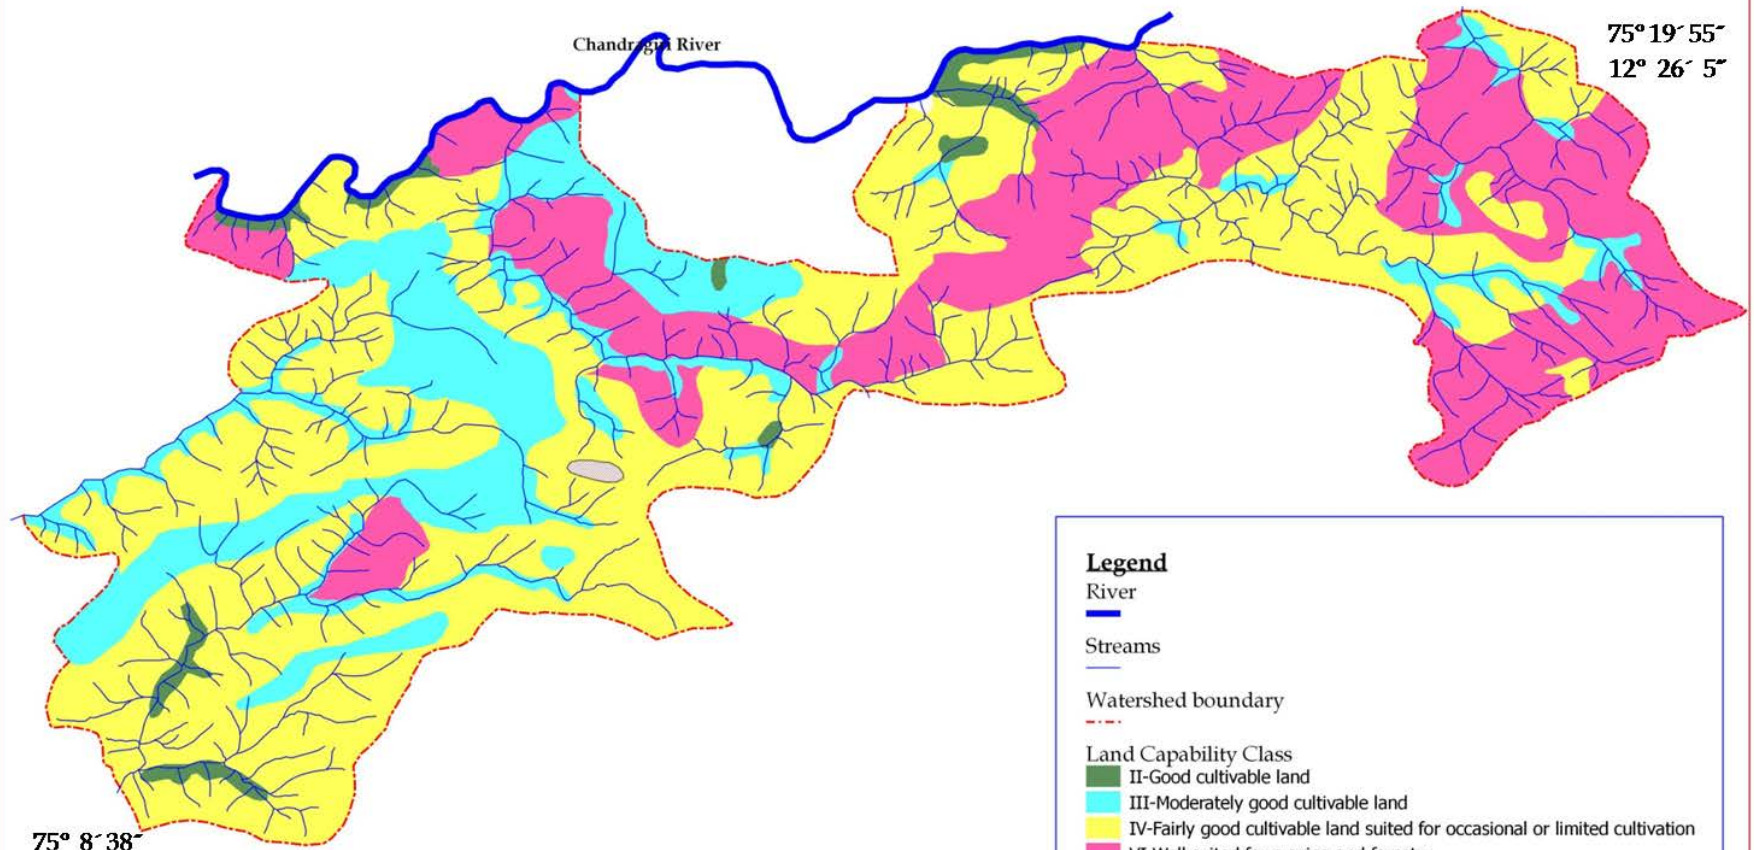 Chandragiri River
75° 19´ 55˝
12° 26´ 5˝
Legend
River
Streams
Watershed boundary
Land Capability Class
II-Good cultivable land
III-Moderately good cultivable land
IV-Fairly good cultivable land suited for occasional or limited cultivation
75° 8´ 38˝